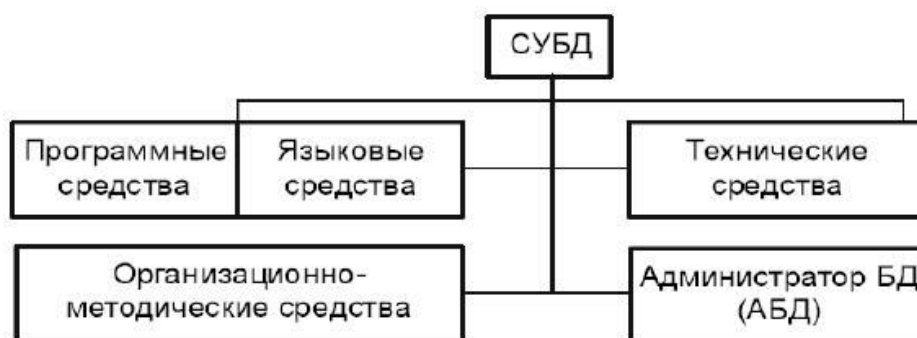 СУБД
Программные
средства
Языковые
средства
Технические
средства
Организационно-
методические средства
Администратор БД
(АБД)